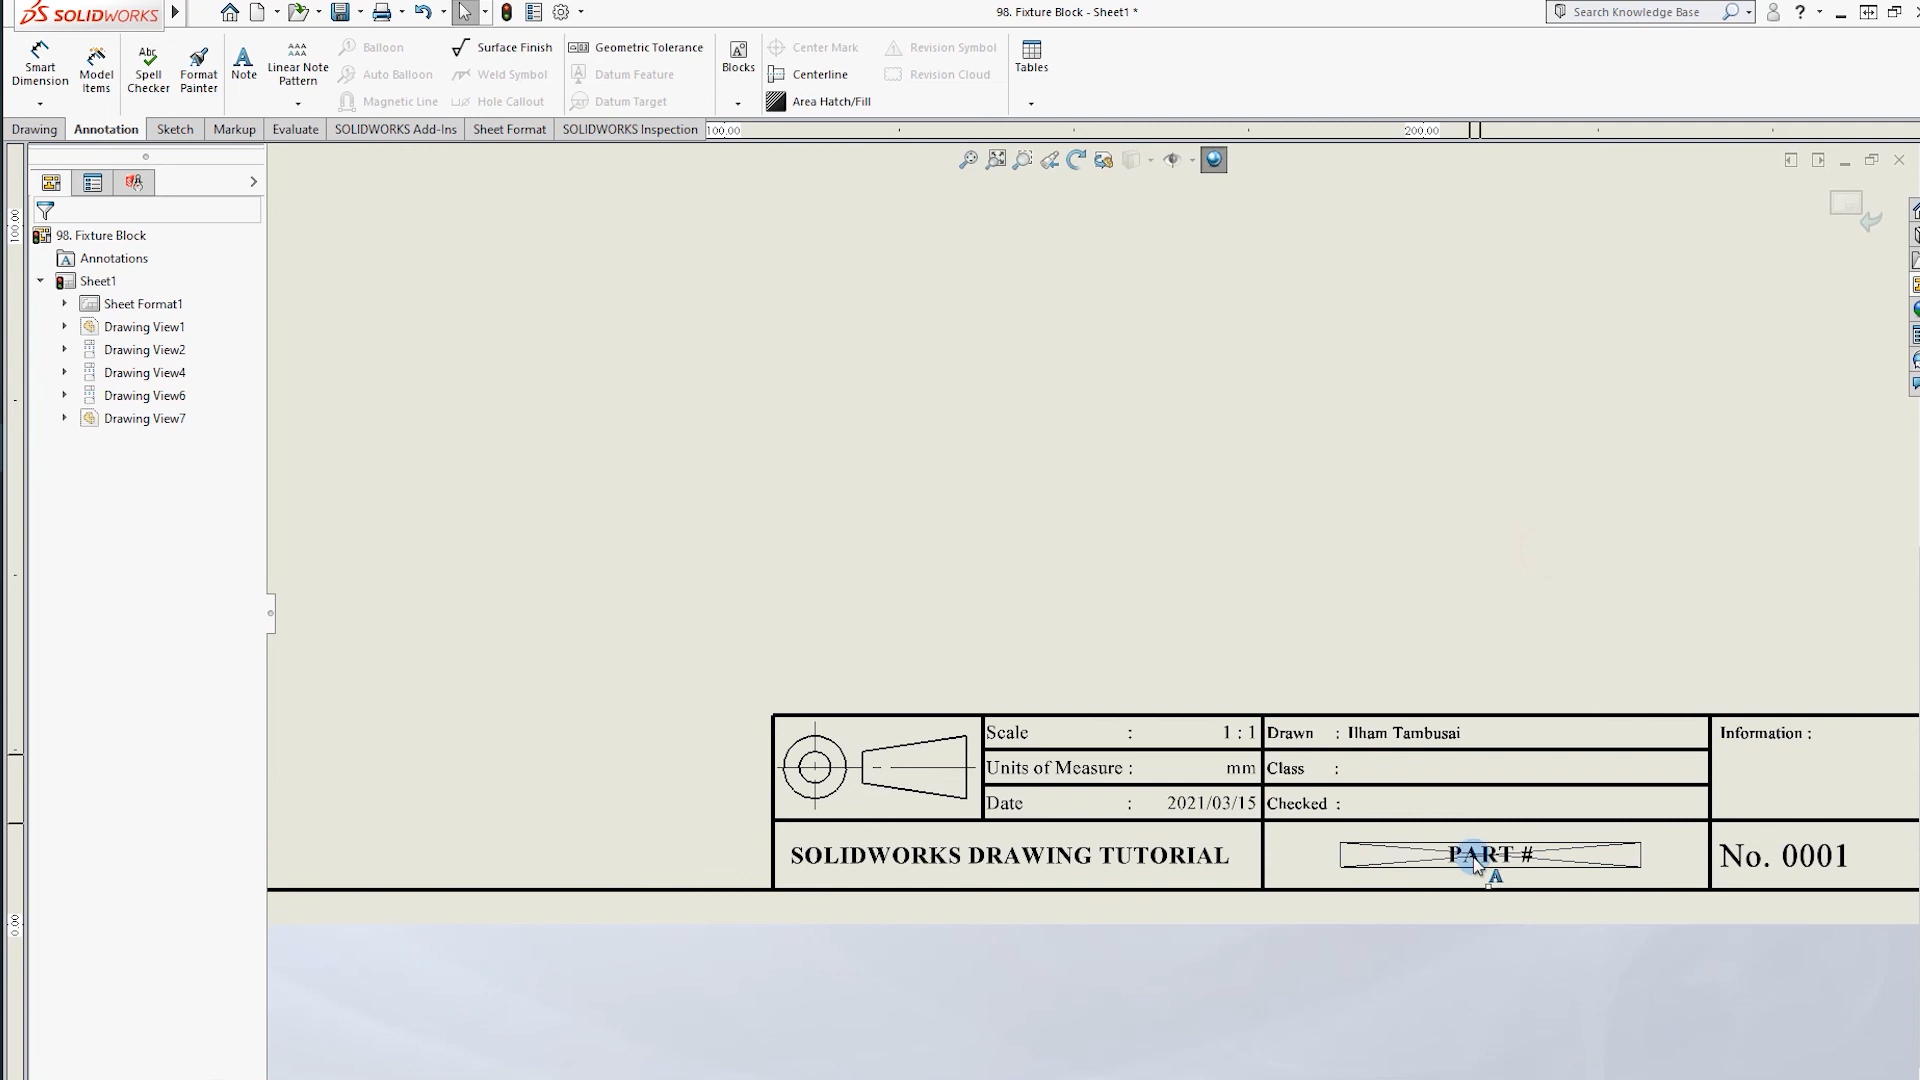 SOLIDWORKS
98. Fixture Block - Sheet1 *
Search Knowledge Base
?
Smart Dimension
Model Items
Spell Checker
Format Painter
Note
Linear Note Pattern
Balloon
Auto Balloon
Magnetic Line
Surface Finish
Weld Symbol
Hole Callout
Geometric Tolerance
Datum Feature
Datum Target
Blocks
Center Mark
Centerline
Area Hatch/Fill
Revision Symbol
Revision Cloud
Tables
Drawing
Annotation
Sketch
Markup
Evaluate
SOLIDWORKS Add-Ins
Sheet Format
SOLIDWORKS Inspection
100.00
200.00
100.00
0.00
98. Fixture Block
Annotations
Sheet1
Sheet Format1
Drawing View1
Drawing View2
Drawing View4
Drawing View6
Drawing View7
Scale : 1 : 1
Units of Measure : mm
Date : 2021/03/15
Drawn : Ilham Tambusai
Class :
Checked :
Information :
SOLIDWORKS DRAWING TUTORIAL
PART #
No. 0001